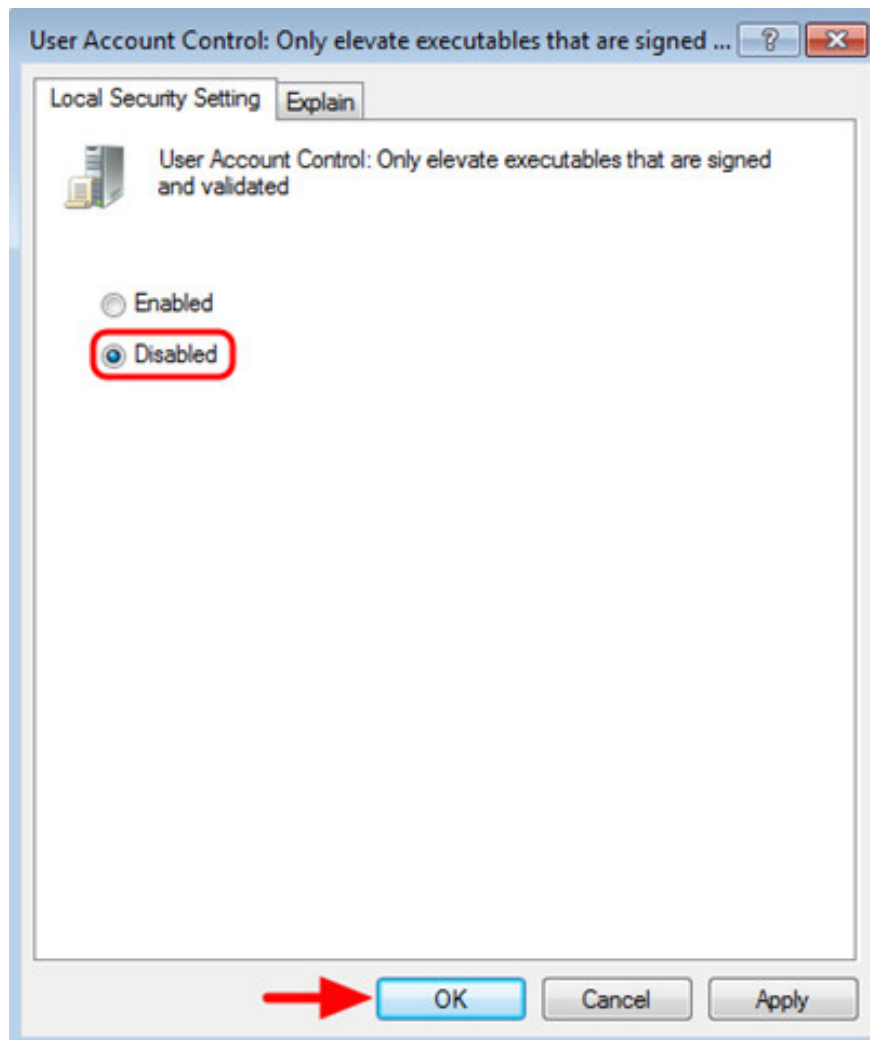 User Account Control: Only elevate executables that are signed ...
Local Security Setting
Explain
User Account Control: Only elevate executables that are signed
and validated
Enabled
Disabled
OK
Cancel
Apply